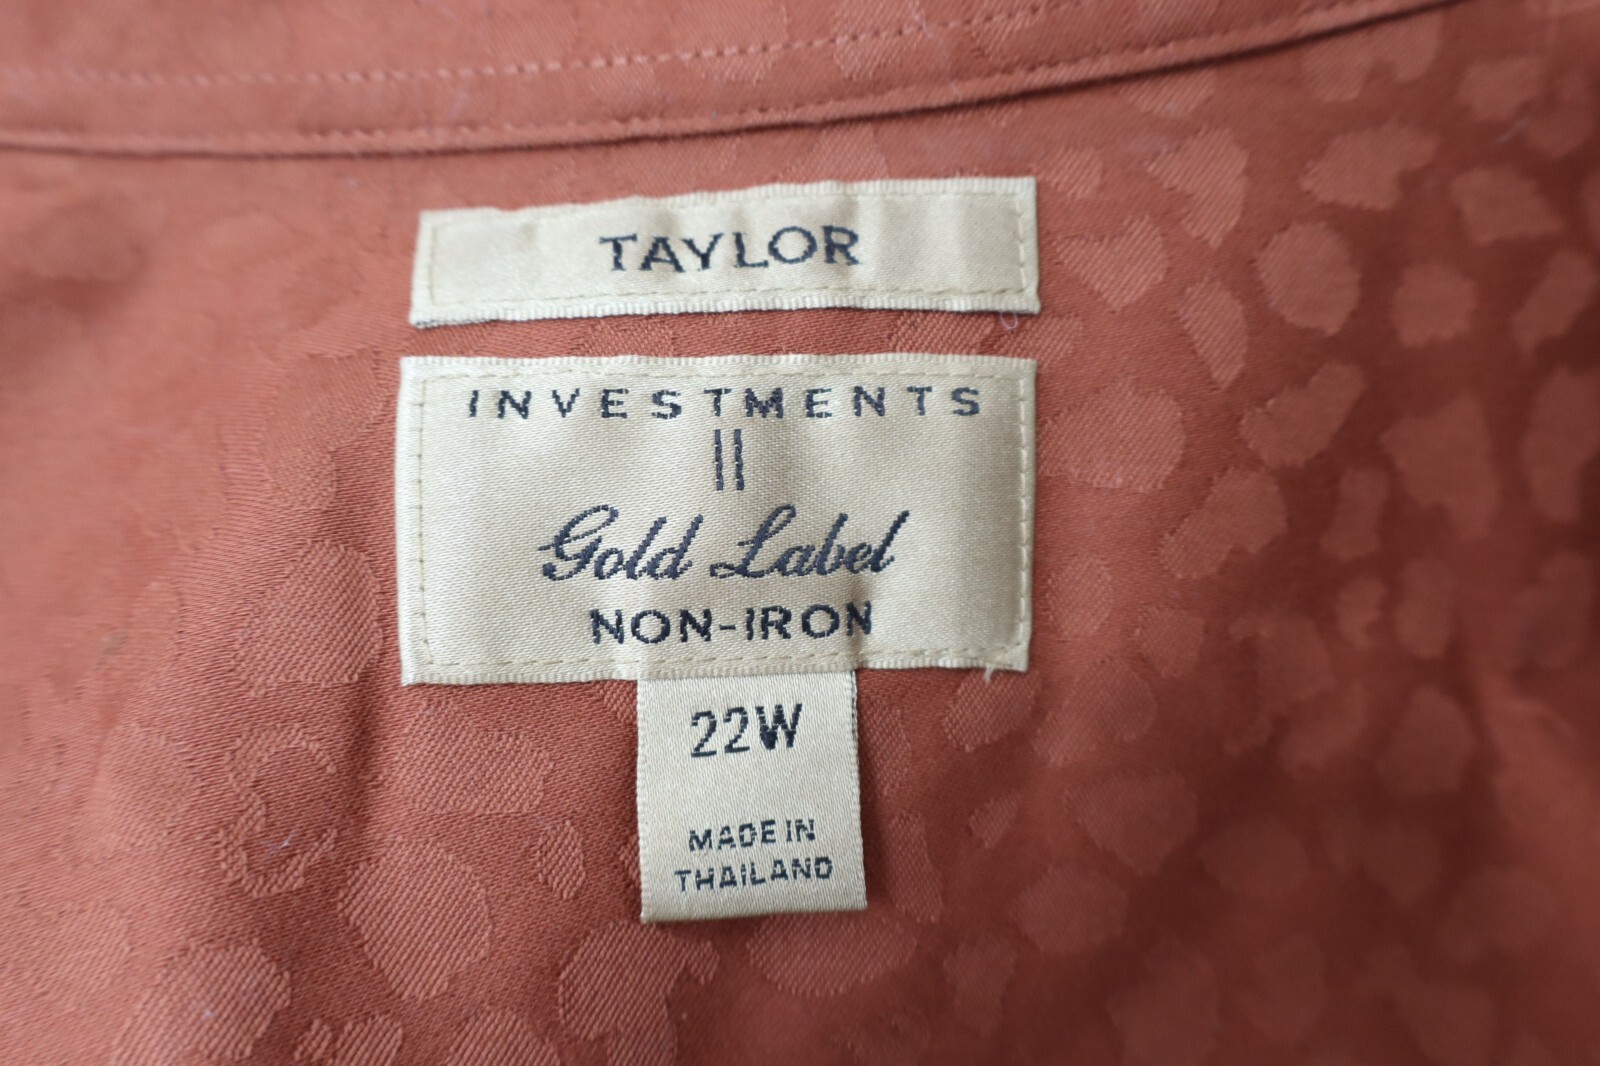 TAYLOR
INVESTMENTS
II
Gold Label
NON-IRON
22W
MADE IN
THAILAND